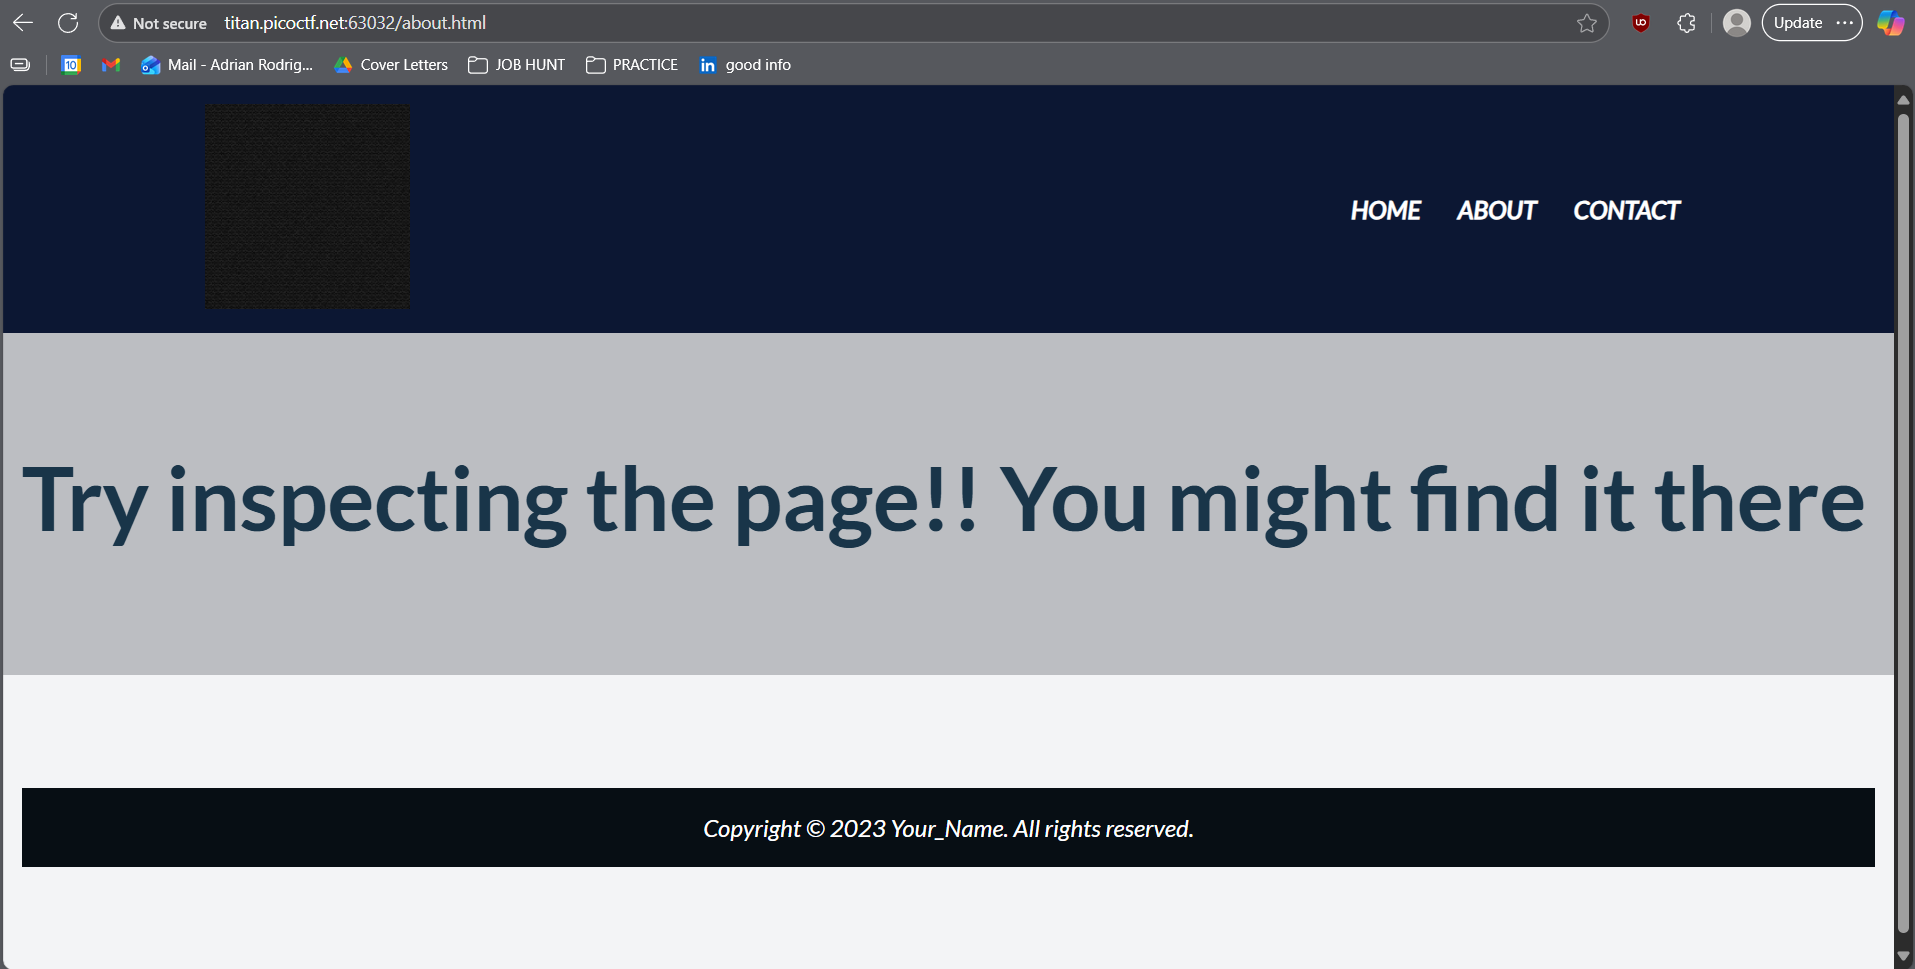 Not secure titan.picoctf.net:63032/about.html Update
10 Mail - Adrian Rodrig... Cover Letters JOB HUNT PRACTICE in good info
HOME ABOUT CONTACT
Try inspecting the page!! You might find it there
Copyright © 2023 Your_Name. All rights reserved.